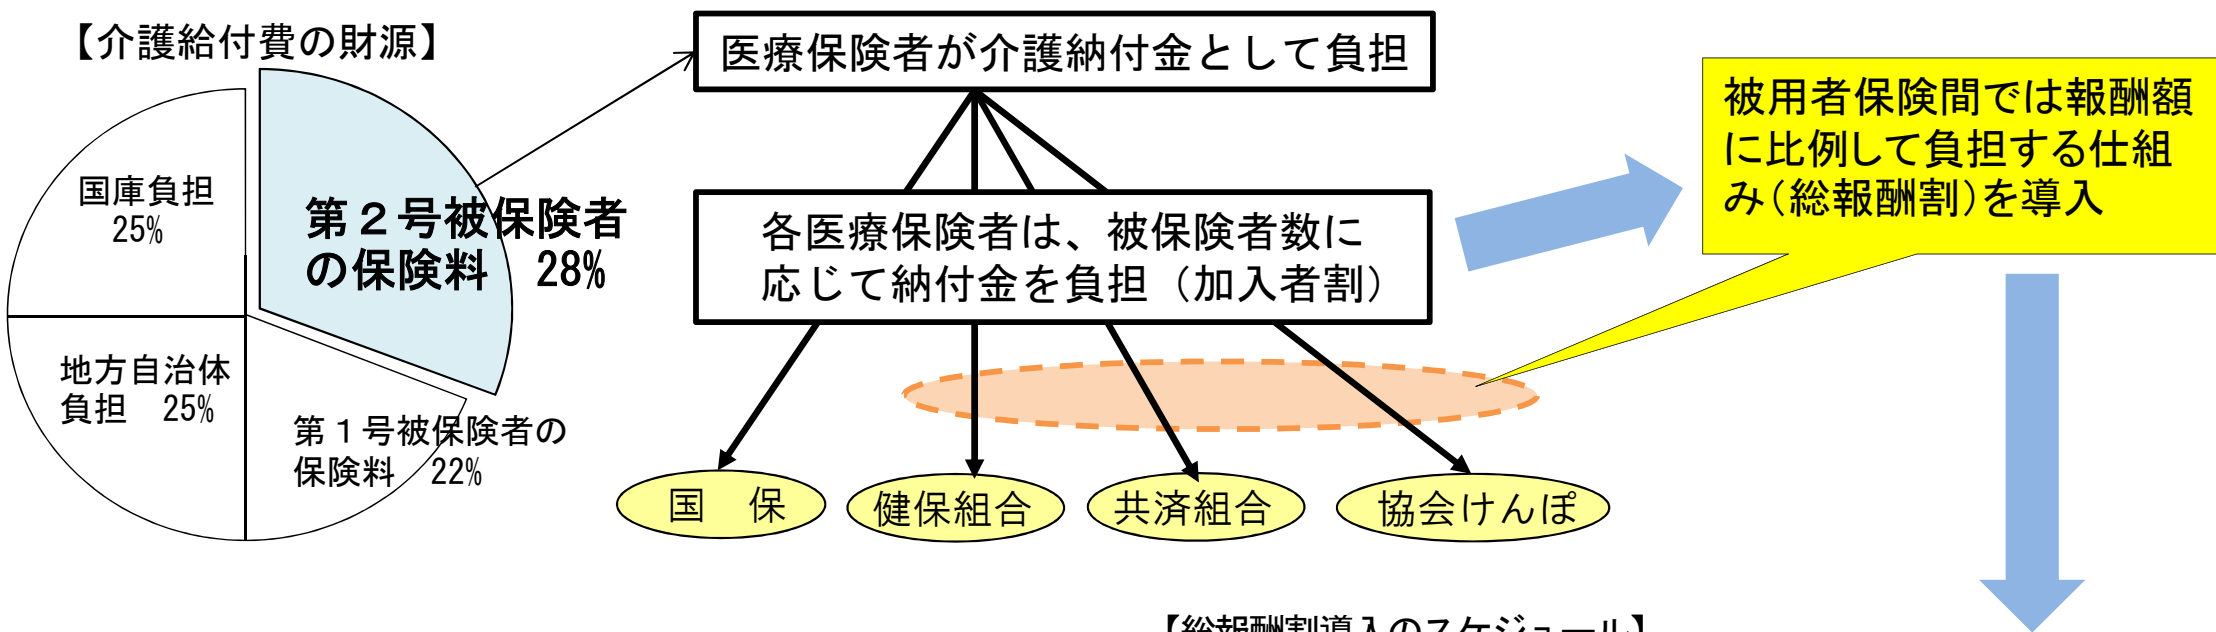 【介護給付費の財源】
国庫負担
25%
第２号被保険者
の保険料　28%
地方自治体
負担　25%
第１号被保険者の
保険料　22%
医療保険者が介護納付金として負担
各医療保険者は、被保険者数に
応じて納付金を負担（加入者割）
国　保
健保組合
共済組合
協会けんぽ
被用者保険間では報酬額
に比例して負担する仕組
み（総報酬割）を導入
【総報酬割導入のスケジュール】